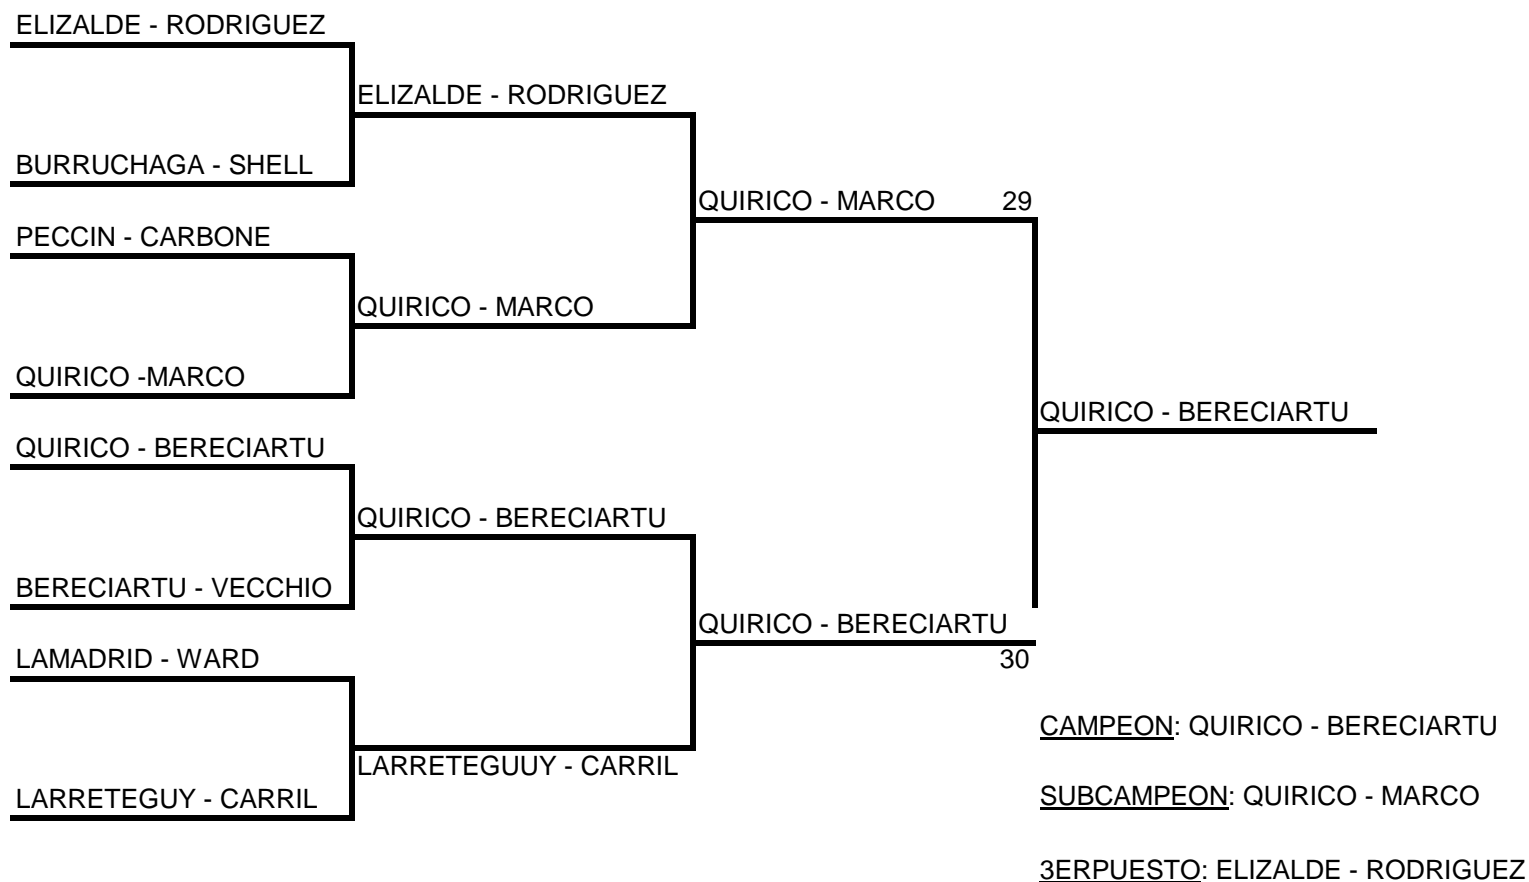 ELIZALDE - RODRIGUEZ
ELIZALDE - RODRIGUEZ
BURRUCHAGA - SHELL
QUIRICO - MARCO 29
PECCIN - CARBONE
QUIRICO - MARCO
QUIRICO -MARCO
QUIRICO - BERECIARTU
QUIRICO - BERECIARTU
QUIRICO - BERECIARTU
BERECIARTU - VECCHIO
QUIRICO - BERECIARTU
LAMADRID - WARD
30
CAMPEON: QUIRICO - BERECIARTU
LARRETEGUUY - CARRIL
LARRETEGUY - CARRIL
SUBCAMPEON: QUIRICO - MARCO
3ERPUESTO: ELIZALDE - RODRIGUEZ